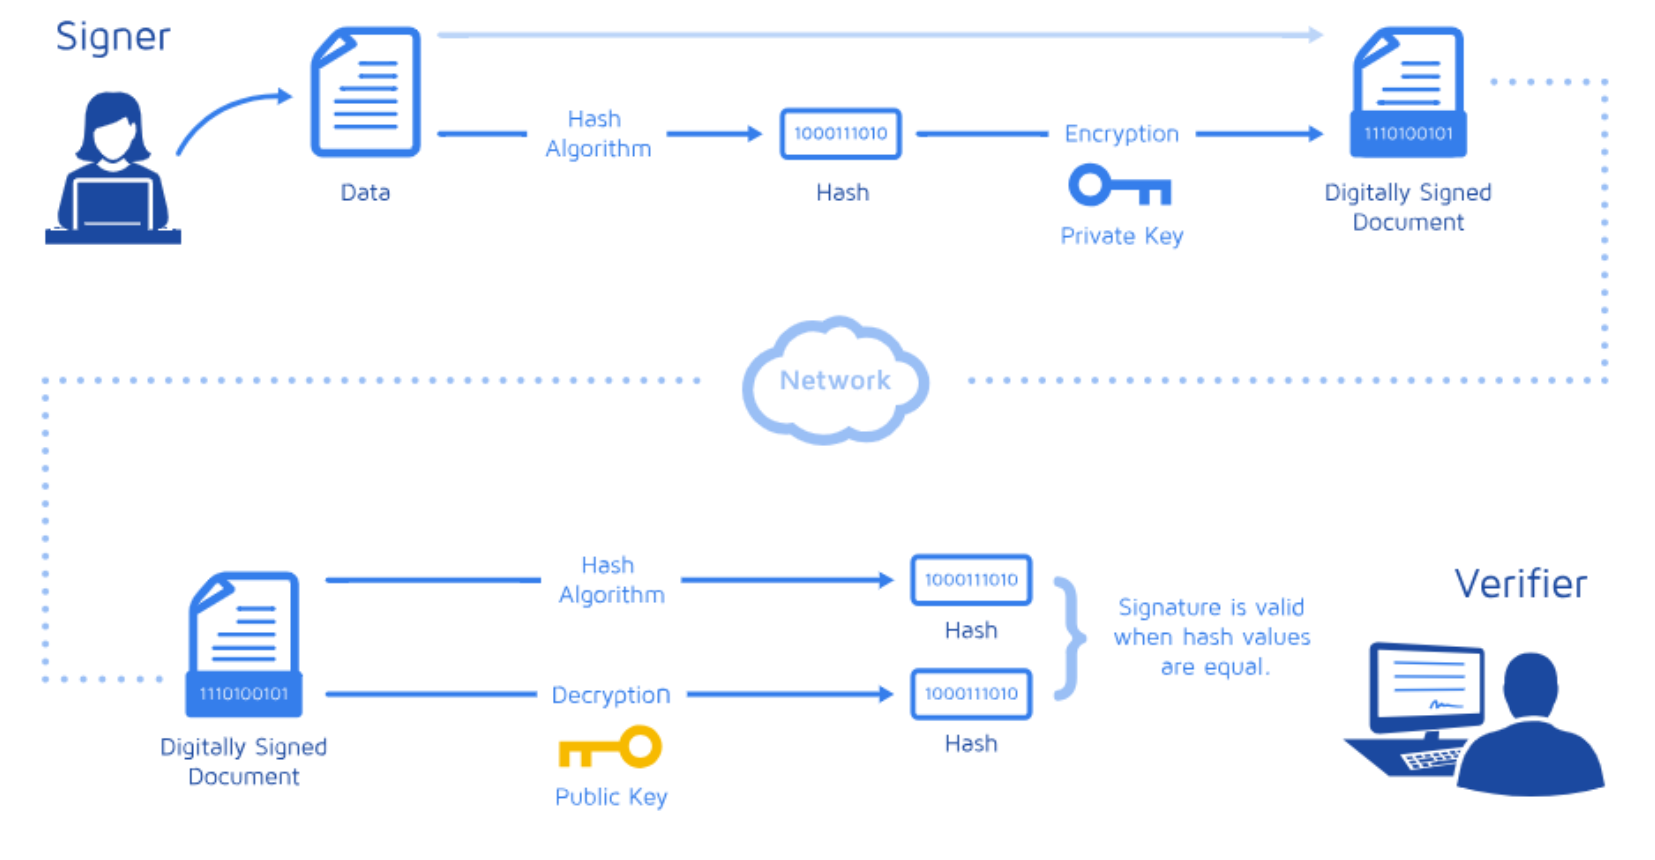 Signer
Hash
Algorithm
1000111010
Encryption
1110100101
Data
Hash
Private Key
Digitally Signed
Document
Network
Hash
Algorithm
1000111010
Hash
Signature is valid
when hash values
are equal.
Verifier
1110100101
Decryption
1000111010
Hash
Digitally Signed
Document
Public Key